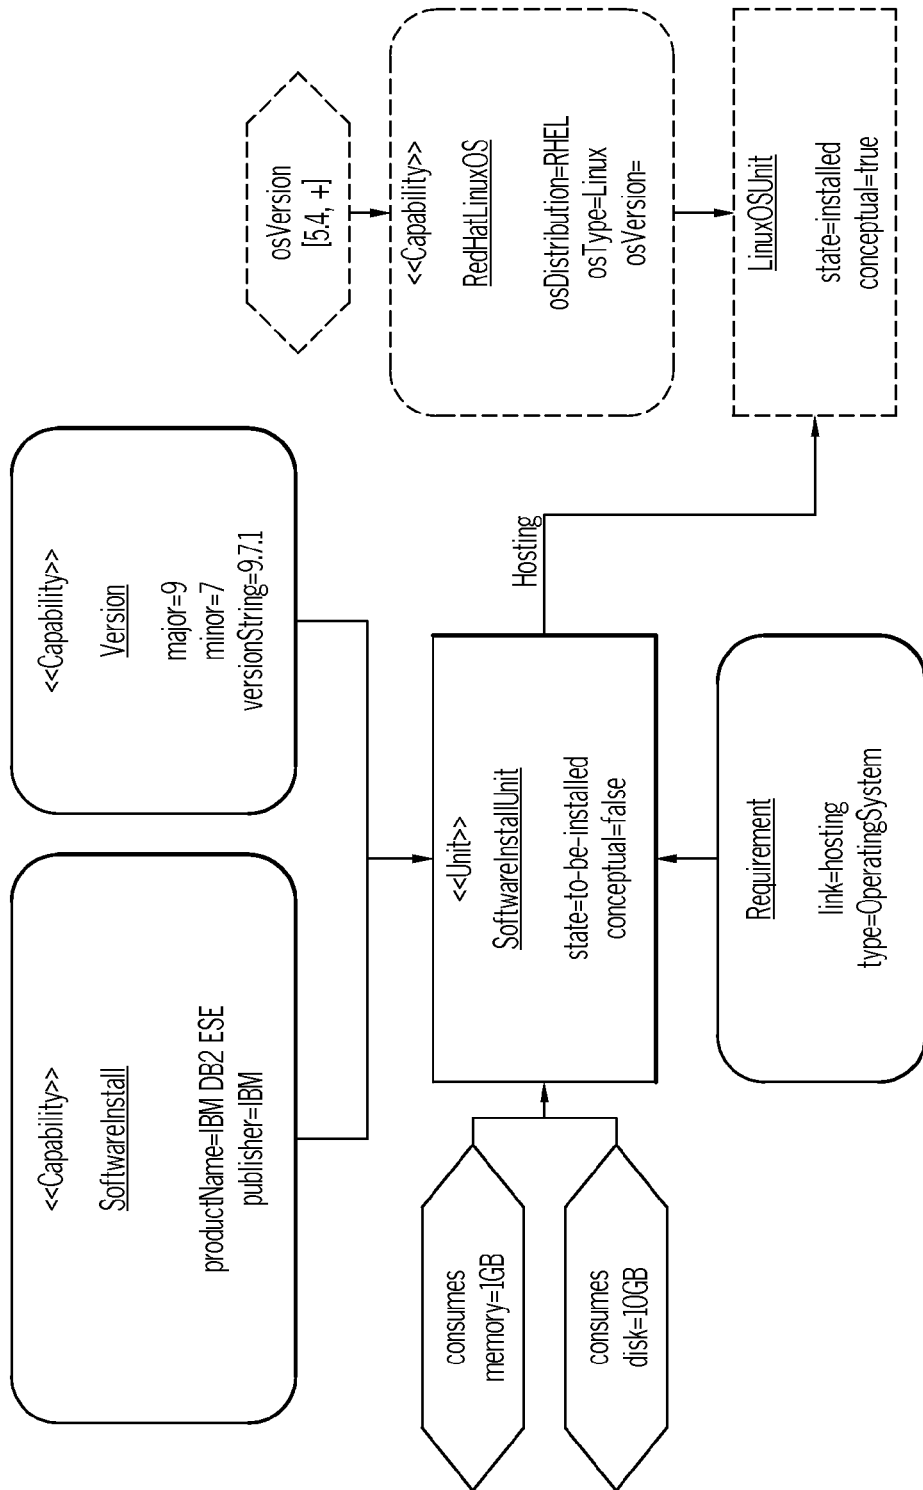 <<Capability>>
SoftwareInstall
productName=IBM DB2 ESE
publisher=IBM
<<Capability>>
Version
major=9
minor=7
versionString=9.7.1
consumes
memory=1GB
consumes
disk=10GB
<<Unit>>
SoftwareInstallUnit
state=to-be-installed
conceptual=false
Requirement
link=hosting
type=OperatingSystem
Hosting
osVersion
[5.4, +]
<<Capability>>
RedHatLinuxOS
osDistribution=RHEL
osType=Linux
osVersion=
LinuxOSUnit
state=installed
conceptual=true